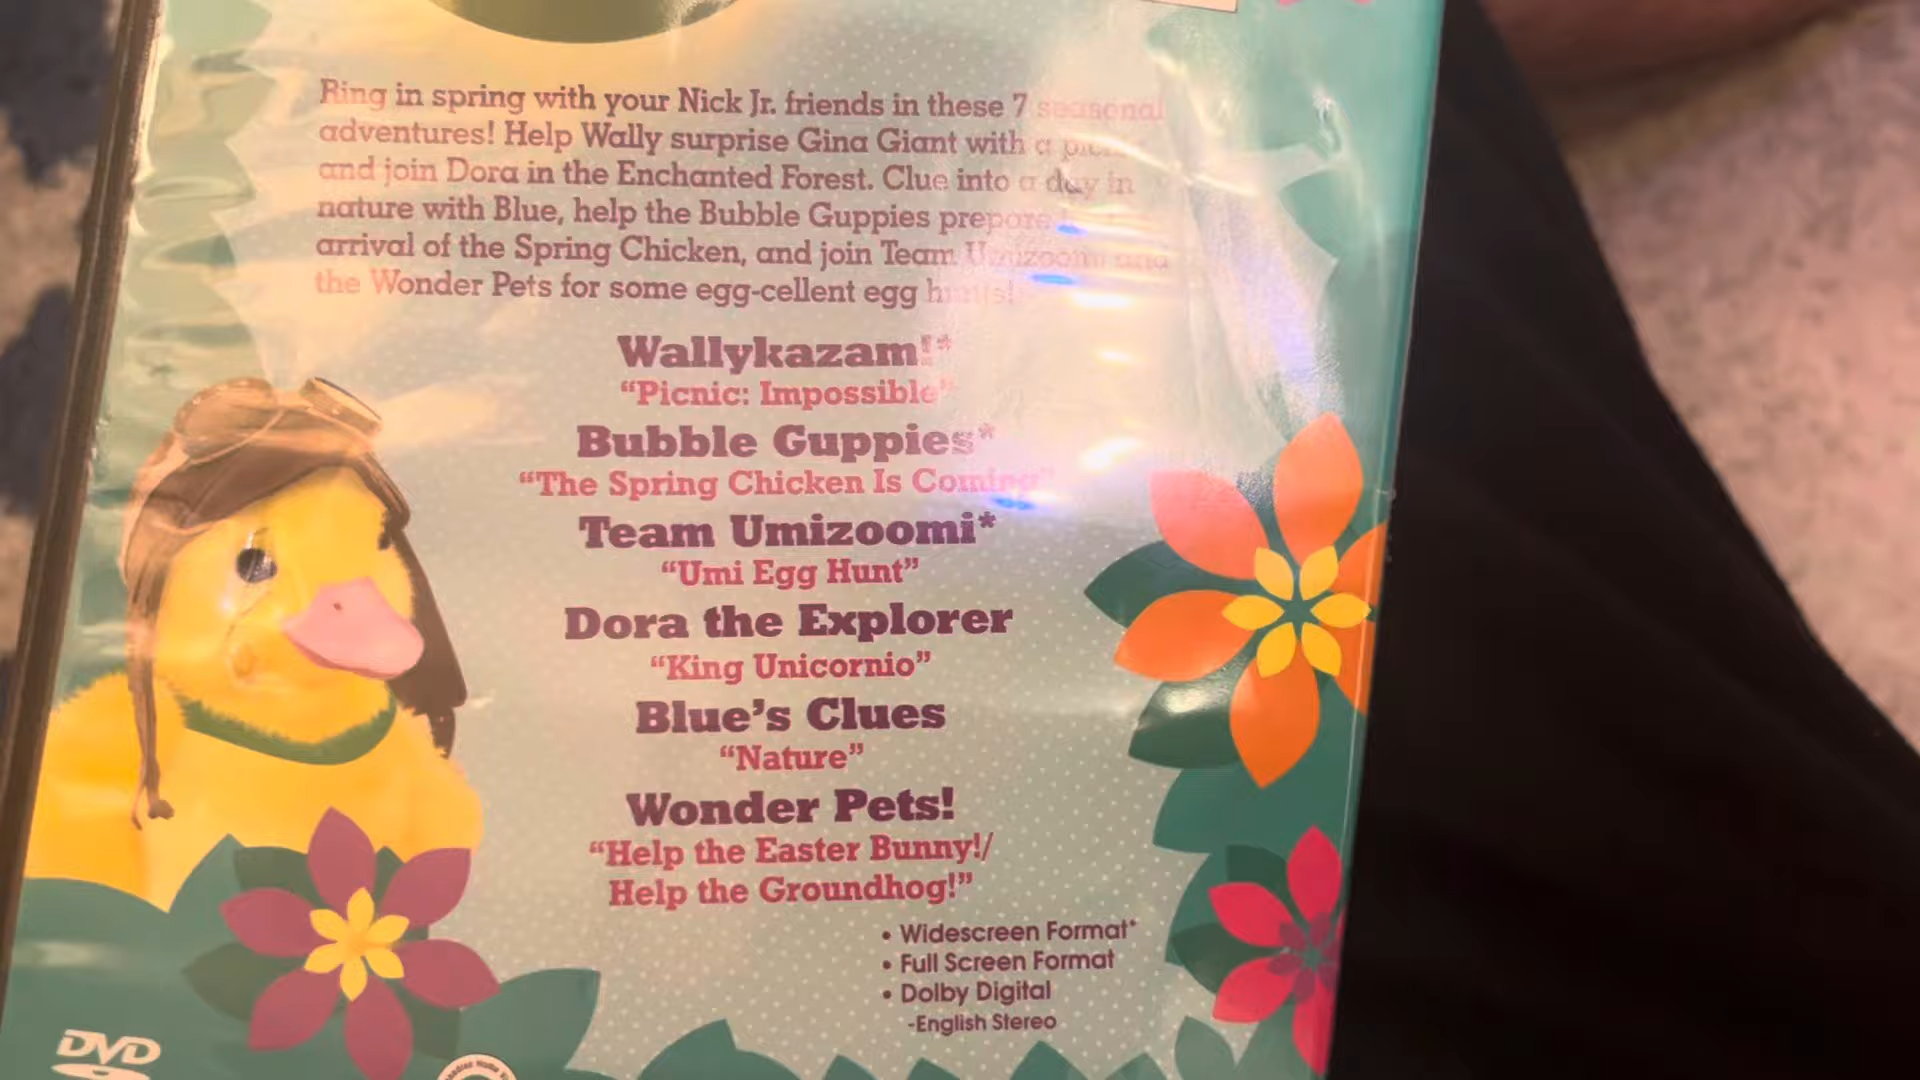 Ring in spring with your Nick Jr. friends in these 7 seasonal
adventures! Help Wally surprise Gina Giant with a
and join Dora in the Enchanted Forest. Clue into a day in
nature with Blue, help the Bubble Guppies prepare
arrival of the Spring Chicken, and join Team Umizoomi and
the Wonder Pets for some egg-cellent egg hunts!
Wallykazam!*
“Picnic: Impossible”
Bubble Guppies*
“The Spring Chicken Is Coming”
Team Umizoomi*
“Umi Egg Hunt”
Dora the Explorer
“King Unicornio”
Blue’s Clues
“Nature”
Wonder Pets!
“Help the Easter Bunny!/
Help the Groundhog!”
• Widescreen Format*
• Full Screen Format
• Dolby Digital
-English Stereo
DVD